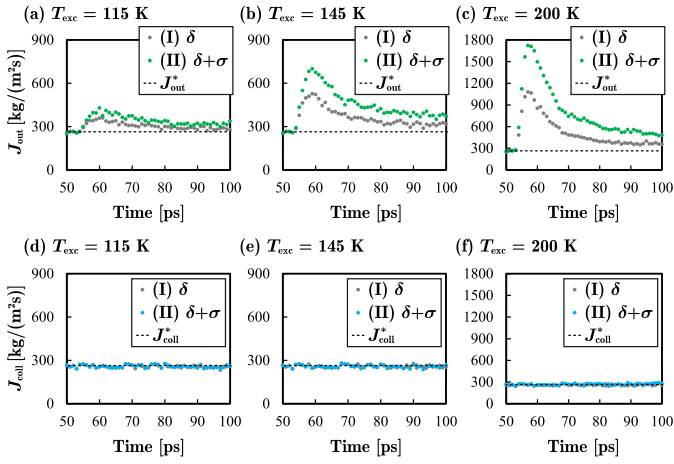 (a) T_exc = 115 K
(b) T_exc = 145 K
(c) T_exc = 200 K
J_out [kg/(m²s)]
900
600
300
0
(I) δ
(II) δ+σ
J*_out
50 60 70 80 90 100
Time [ps]
900
600
300
0
(I) δ
(II) δ+σ
J*_out
50 60 70 80 90 100
Time [ps]
1800
1500
1200
900
600
300
0
(I) δ
(II) δ+σ
J*_out
50 60 70 80 90 100
Time [ps]
(d) T_exc = 115 K
(e) T_exc = 145 K
(f) T_exc = 200 K
J_coll [kg/(m²s)]
900
600
300
0
(I) δ
(II) δ+σ
J*_coll
50 60 70 80 90 100
Time [ps]
900
600
300
0
(I) δ
(II) δ+σ
J*_coll
50 60 70 80 90 100
Time [ps]
1800
1500
1200
900
600
300
0
(I) δ
(II) δ+σ
J*_coll
50 60 70 80 90 100
Time [ps]